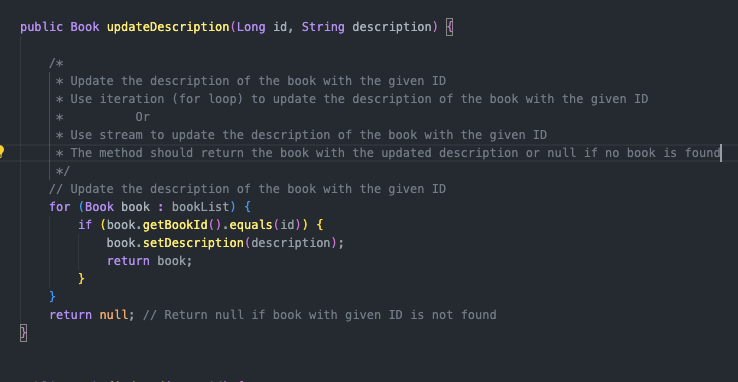 public Book updateDescription(Long id, String description) {
/*
* Update the description of the book with the given ID
* Use iteration (for loop) to update the description of the book with the given ID
* Or
* Use stream to update the description of the book with the given ID
* The method should return the book with the updated description or null if no book is found
*/
// Update the description of the book with the given ID
for (Book book : bookList) {
if (book.getBookId().equals(id)) {
book.setDescription(description);
return book;
}
}
return null; // Return null if book with given ID is not found
}